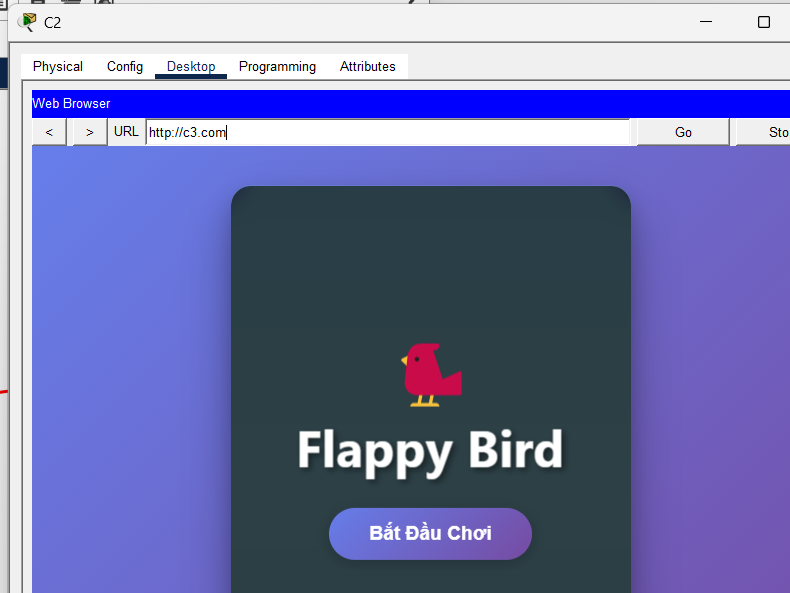 C2
Physical Config Desktop Programming Attributes
Web Browser
< > URL http://c3.com Go Sto
Flappy Bird
Bắt Đầu Chơi